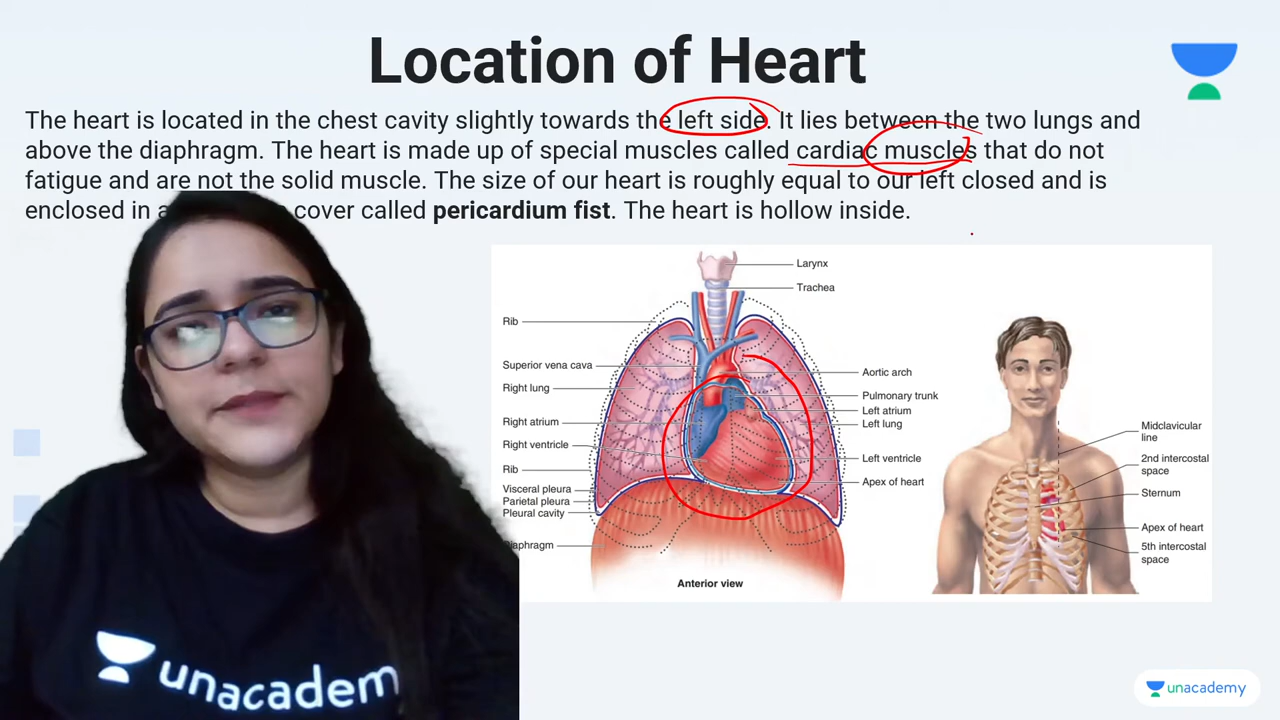 Location of Heart
The heart is located in the chest cavity slightly towards the left side. It lies between the two lungs and
above the diaphragm. The heart is made up of special muscles called cardiac muscles that do not
fatigue and are not the solid muscle. The size of our heart is roughly equal to our left closed and is
enclosed in a cover called pericardium fist. The heart is hollow inside.
Larynx
Trachea
Rib
Superior vena cava
Right lung
Right atrium
Right ventricle
Rib
Visceral pleura
Parietal pleura
Pleural cavity
Diaphragm
Aortic arch
Pulmonary trunk
Left atrium
Left lung
Left ventricle
Apex of heart
Anterior view
Midclavicular
line
2nd intercostal
space
Sternum
Apex of heart
5th intercostal
space
unacadem
unacademy